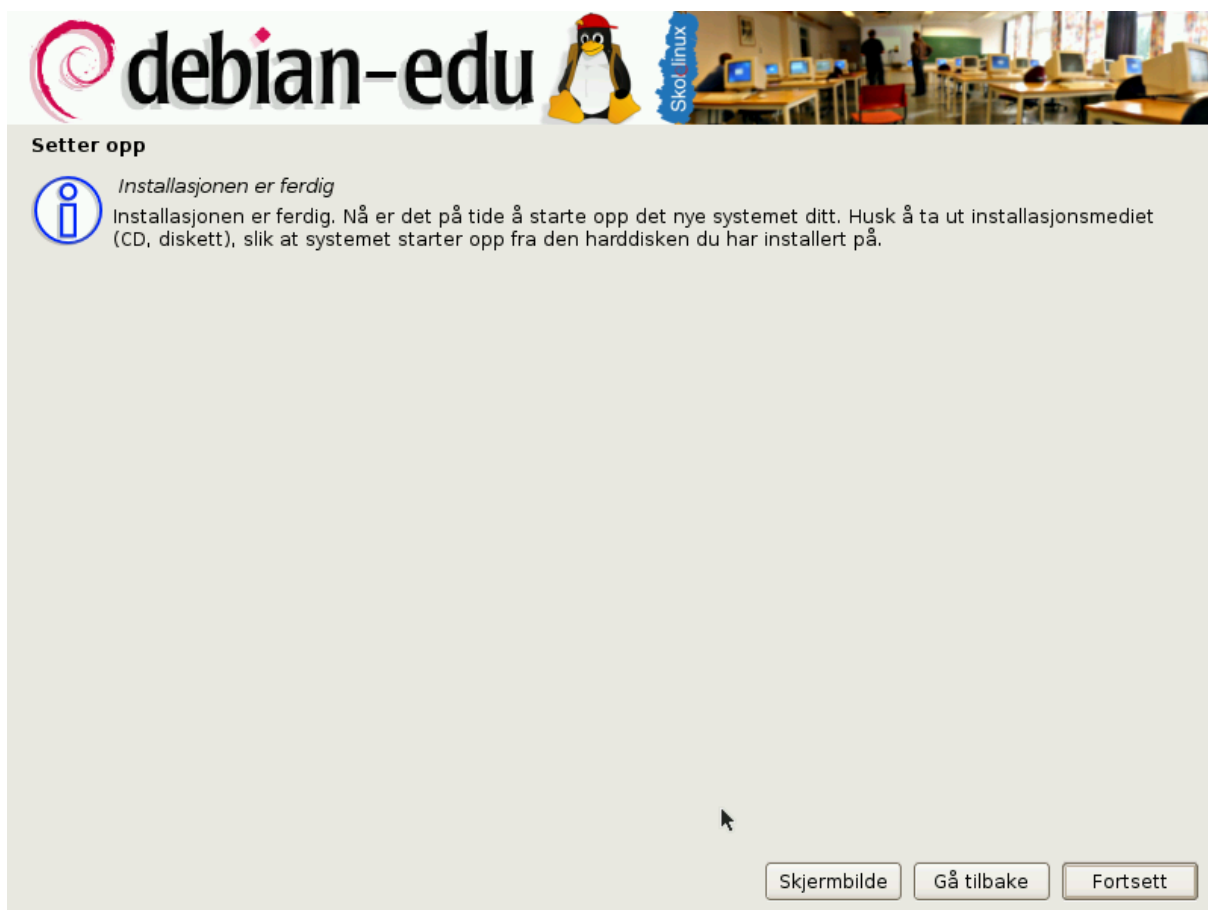 debian-edu
Skolelinux
Setter opp
Installasjonen er ferdig
Installasjonen er ferdig. Nå er det på tide å starte opp det nye systemet ditt. Husk å ta ut installasjonsmediet
(CD, diskett), slik at systemet starter opp fra den harddisken du har installert på.
Skjermbilde
Gå tilbake
Fortsett